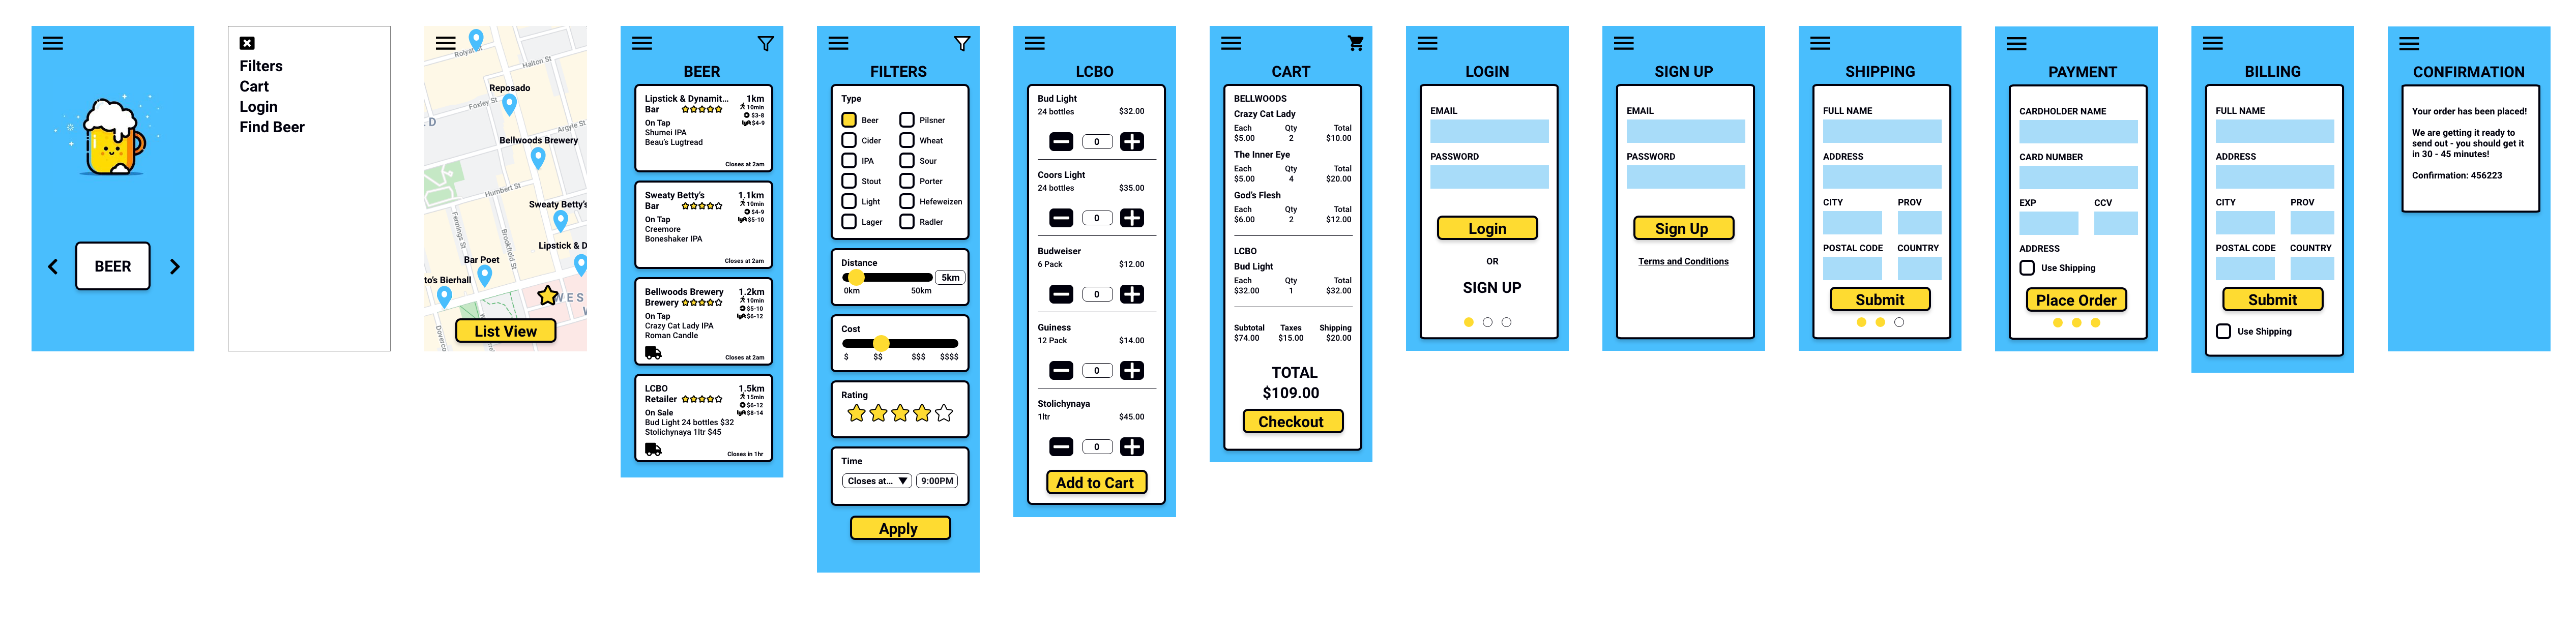 BEER
Filters
Cart
Login
Find Beer
Halton St
Reposado
Foxley St
D
Argyle St
Bellwoods Brewery
Humbert St
Sweaty Betty's
Fennings St
Brookfield St
Lipstick & D
Bar Poet
to's Bierhall
WES
List View
BEER
Lipstick & Dynamit... 1km
Bar 10min
$3-8
On Tap $4-9
Shumei IPA
Beau's Lugtread
Closes at 2am
Sweaty Betty's 1.1km
Bar 10min
$4-9
On Tap $5-10
Creemore
Boneshaker IPA
Closes at 2am
Bellwoods Brewery 1.2km
Brewery 10min
$5-10
On Tap $6-12
Crazy Cat Lady IPA
Roman Candle
Closes at 2am
LCBO 1.5km
Retailer 15min
$6-12
On Sale $8-14
Bud Light 24 bottles $32
Stolichynaya 1ltr $45
Closes in 1hr
FILTERS
Type
Beer Pilsner
Cider Wheat
IPA Sour
Stout Porter
Light Hefeweizen
Lager Radler
Distance
5km
0km 50km
Cost
$ $$ $$$ $$$$
Rating
Time
Closes at... 9:00PM
Apply
LCBO
Bud Light
24 bottles $32.00
0
Coors Light
24 bottles $35.00
0
Budweiser
6 Pack $12.00
0
Guiness
12 Pack $14.00
0
Stolichynaya
1ltr $45.00
0
Add to Cart
CART
BELLWOODS
Crazy Cat Lady
Each Qty Total
$5.00 2 $10.00
The Inner Eye
Each Qty Total
$5.00 4 $20.00
God's Flesh
Each Qty Total
$6.00 2 $12.00
LCBO
Bud Light
Each Qty Total
$32.00 1 $32.00
Subtotal Taxes Shipping
$74.00 $15.00 $20.00
TOTAL
$109.00
Checkout
LOGIN
EMAIL
PASSWORD
Login
OR
SIGN UP
SIGN UP
EMAIL
PASSWORD
Sign Up
Terms and Conditions
SHIPPING
FULL NAME
ADDRESS
CITY PROV
POSTAL CODE COUNTRY
Submit
PAYMENT
CARDHOLDER NAME
CARD NUMBER
EXP CCV
ADDRESS
Use Shipping
Place Order
BILLING
FULL NAME
ADDRESS
CITY PROV
POSTAL CODE COUNTRY
Submit
Use Shipping
CONFIRMATION
Your order has been placed!
We are getting it ready to
send out - you should get it
in 30 - 45 minutes!
Confirmation: 456223